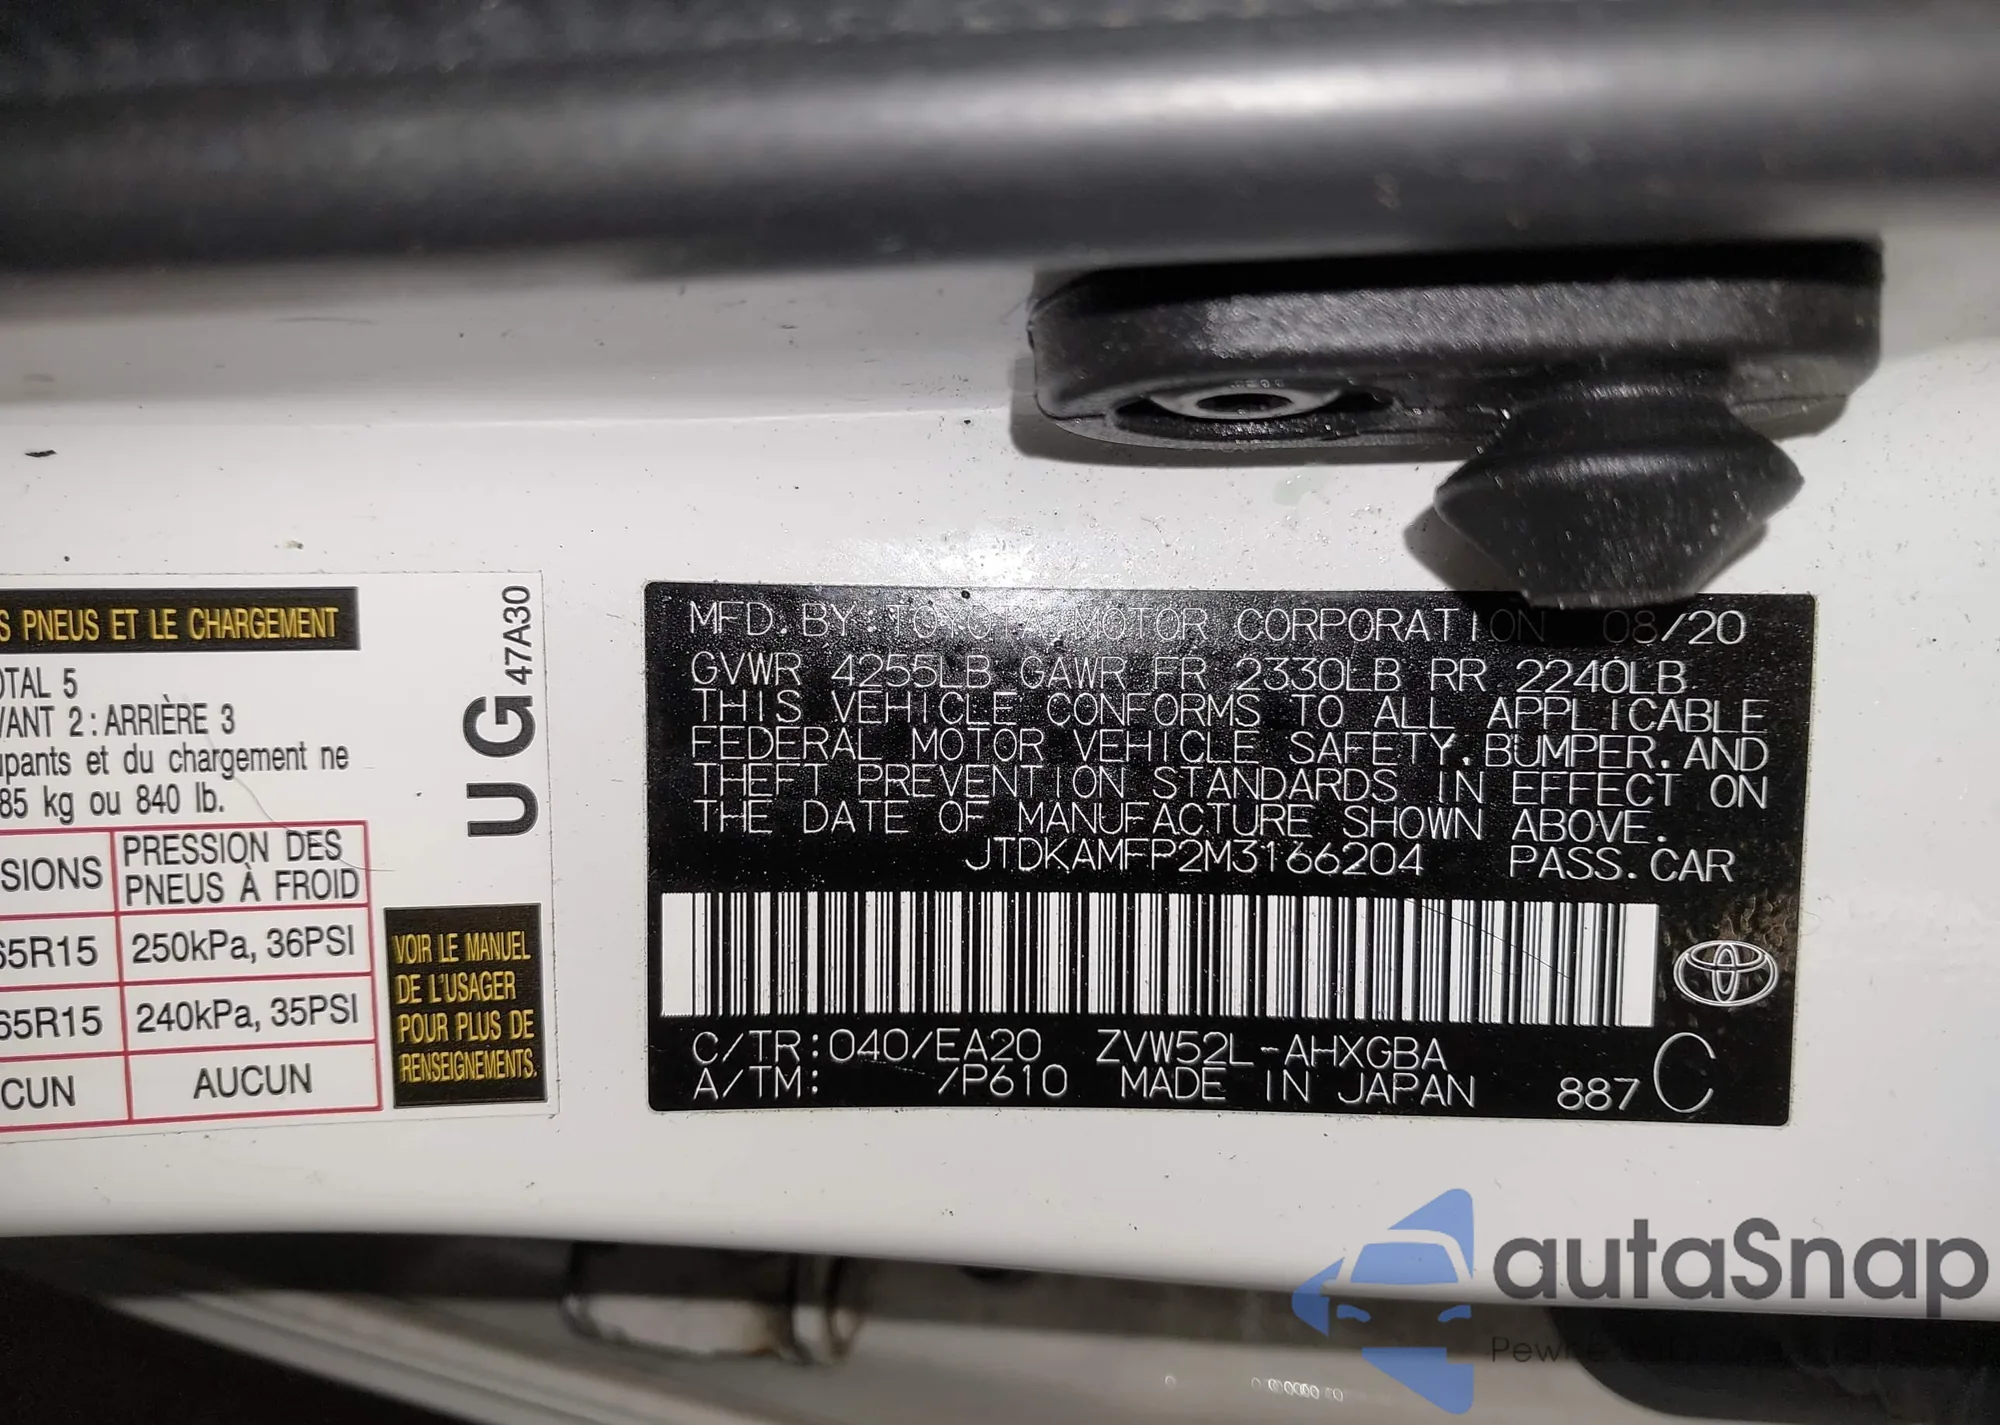 S PNEUS ET LE CHARGEMENT
OTAL 5
VANT 2 : ARRIÈRE 3
upants et du chargement ne
85 kg ou 840 lb.
SIONS
PRESSION DES
PNEUS À FROID
65R15
250kPa, 36PSI
65R15
240kPa, 35PSI
CUN
AUCUN
UG 47A30
VOIR LE MANUEL
DE L'USAGER
POUR PLUS DE
RENSEIGNEMENTS.
MFD. BY: TOYOTA MOTOR CORPORATION 08/20
GVWR 4255LB GAWR FR 2330LB RR 2240LB
THIS VEHICLE CONFORMS TO ALL APPLICABLE
FEDERAL MOTOR VEHICLE SAFETY, BUMPER, AND
THEFT PREVENTION STANDARDS IN EFFECT ON
THE DATE OF MANUFACTURE SHOWN ABOVE.
JTDKAMFP2M3166204 PASS. CAR
C/TR: 040/EA20 ZVW52L-AHXGBA
A/TM: /P610 MADE IN JAPAN 887 C
autaSnap